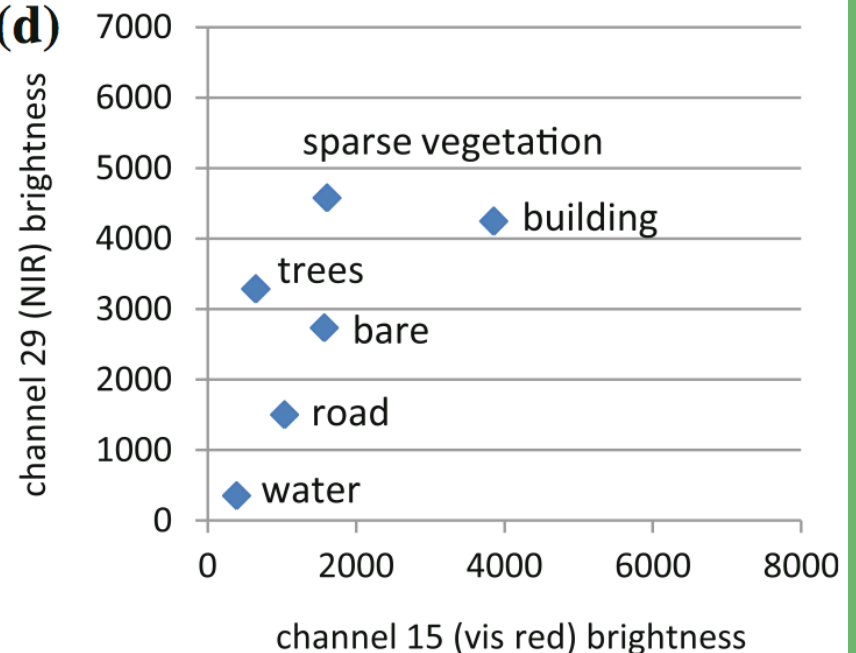 (d)
7000
6000
5000
4000
3000
2000
1000
0
channel 29 (NIR) brightness
sparse vegetation
building
trees
bare
road
water
0 2000 4000 6000 8000
channel 15 (vis red) brightness